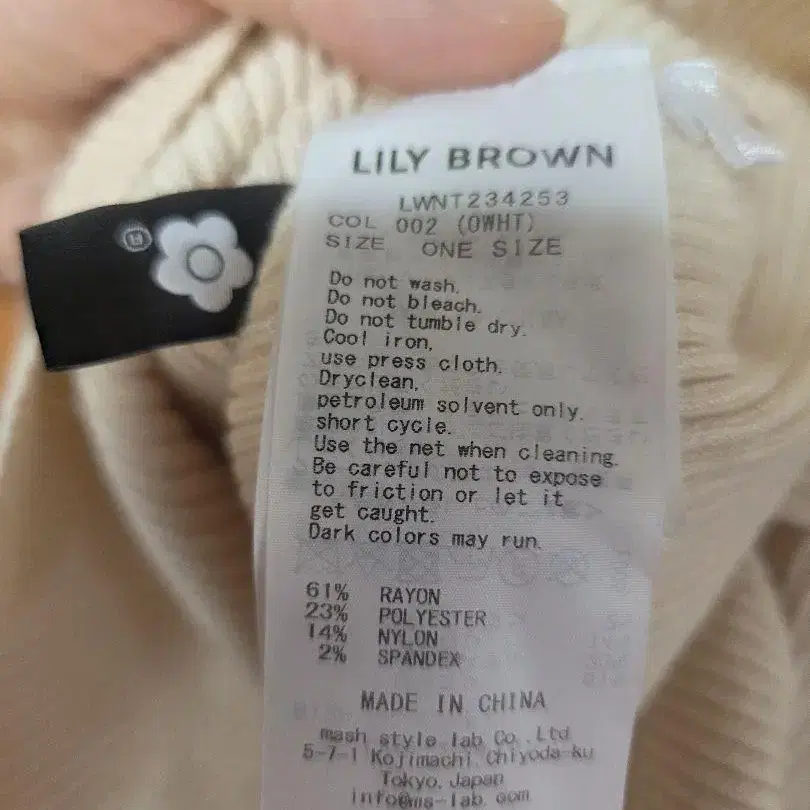 LILY BROWN
LWNT234253
COL 002 (OWHT)
SIZE ONE SIZE
Do not wash.
Do not bleach.
Do not tumble dry.
Cool iron,
use press cloth.
Dryclean,
petroleum solvent only.
short cycle.
Use the net when cleaning.
Be careful not to expose
to friction or let it
get caught.
Dark colors may run.
61% RAYON
23% POLYESTER
14% NYLON
2% SPANDEX
MADE IN CHINA
mash style lab Co.,Ltd
5-7-1 Kojimachi, Chiyoda-ku
Tokyo, Japan
info@ms-lab.com
®